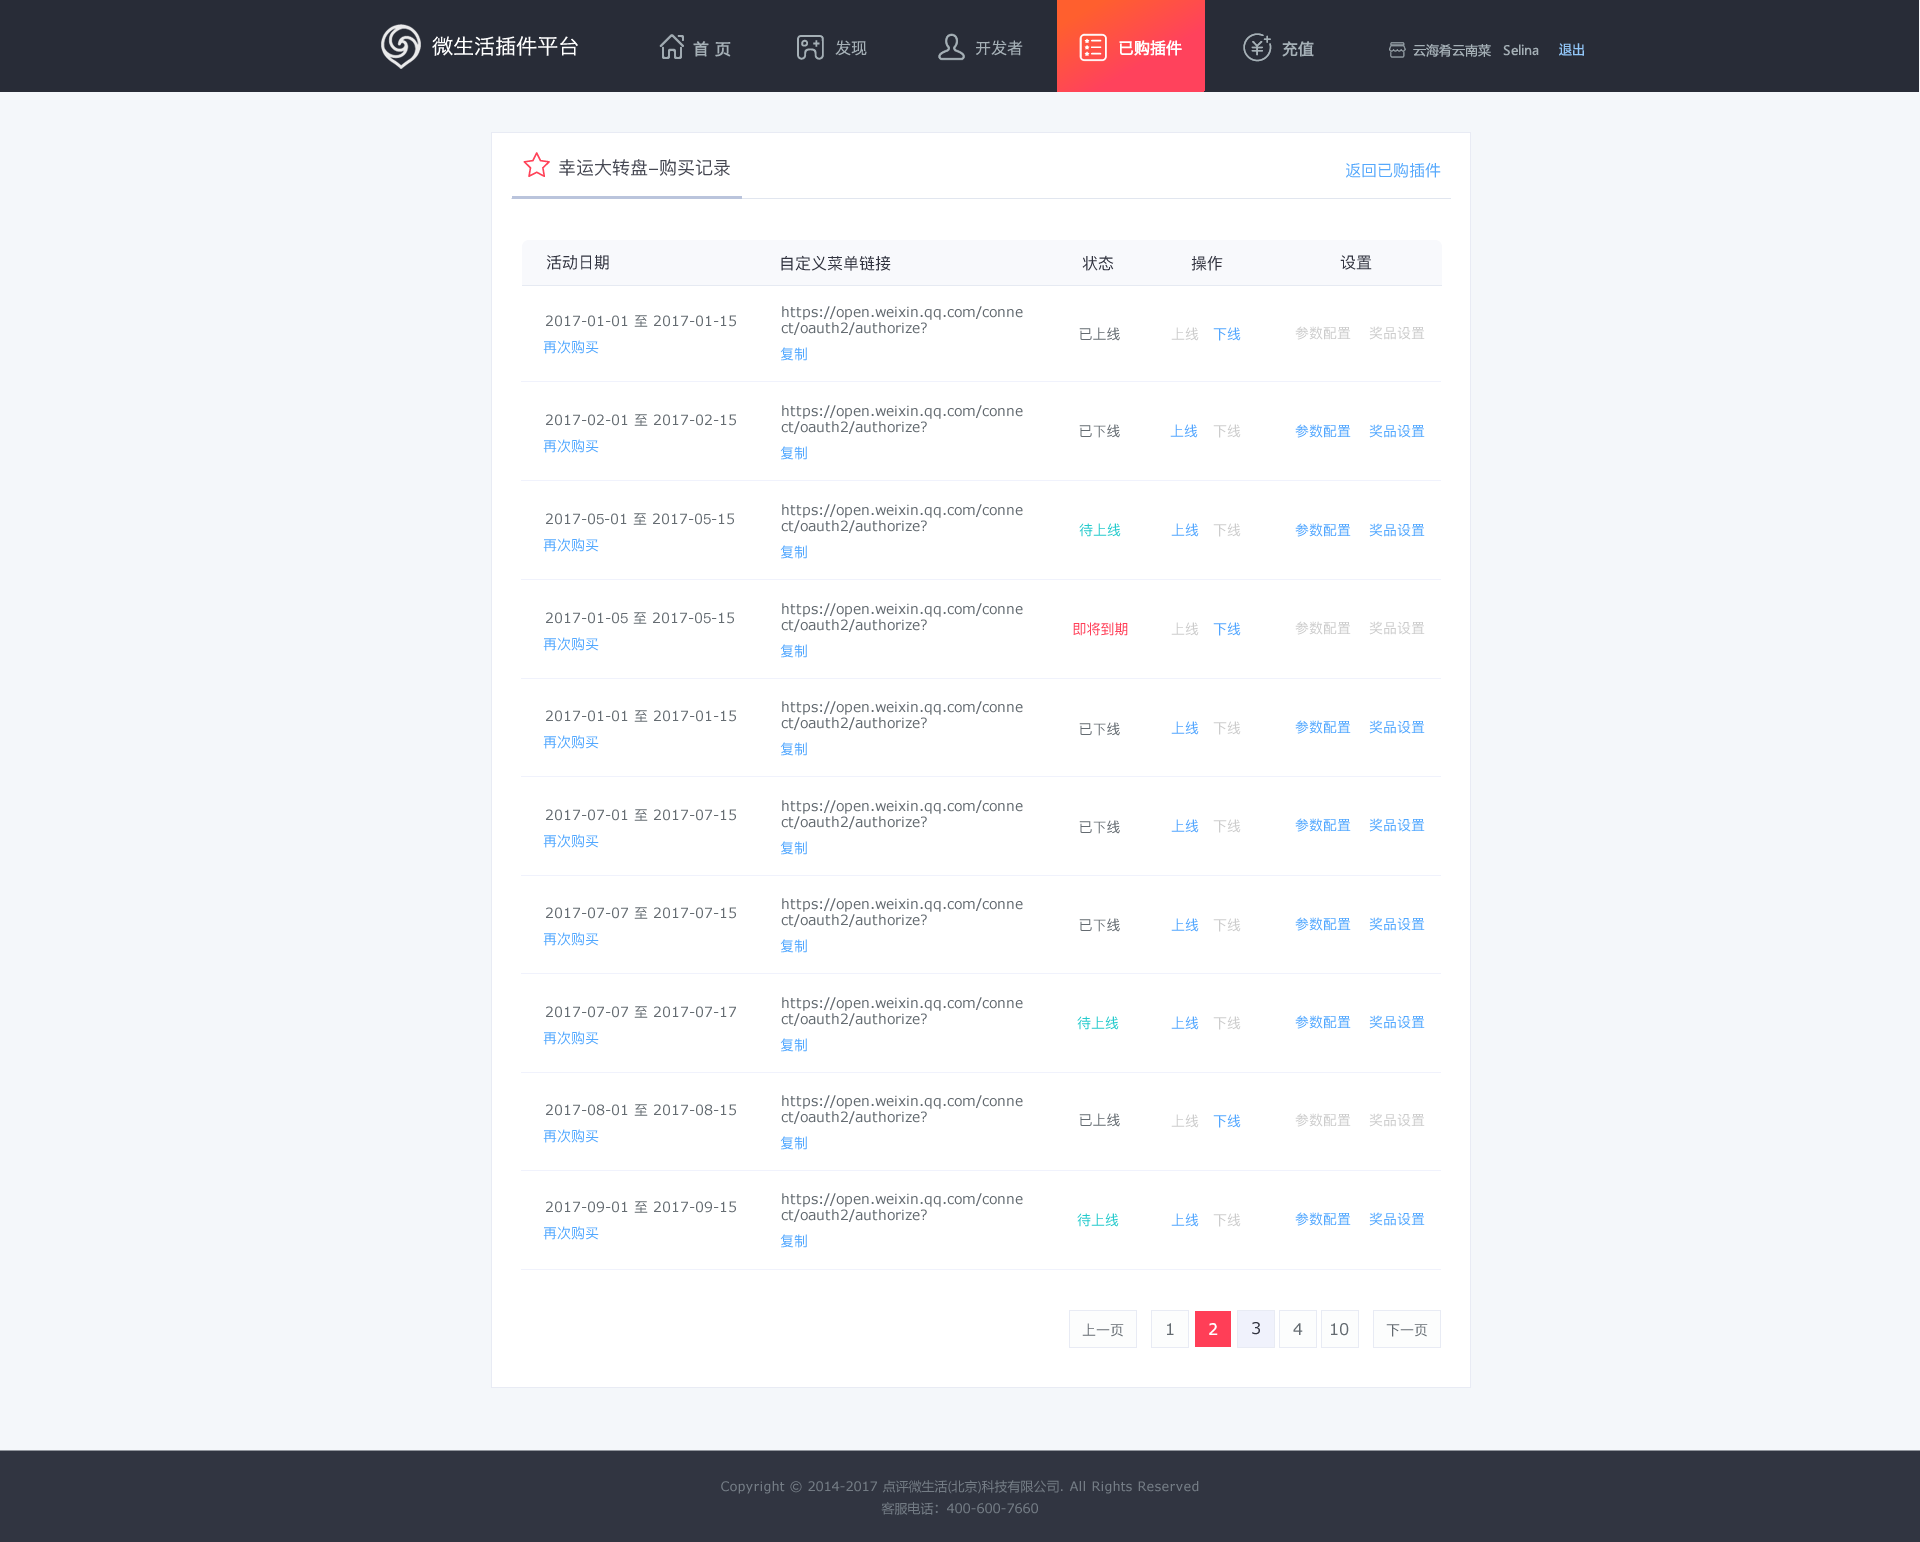 微生活插件平台
首 页
发现
开发者
已购插件
充值
云海肴云南菜 Selina 退出
幸运大转盘-购买记录
返回已购插件
活动日期 自定义菜单链接 状态 操作 设置
2017-01-01 至 2017-01-15
再次购买
https://open.weixin.qq.com/conne
ct/oauth2/authorize?
复制
已上线 上线 下线 参数配置 奖品设置
2017-02-01 至 2017-02-15
再次购买
https://open.weixin.qq.com/conne
ct/oauth2/authorize?
复制
已下线 上线 下线 参数配置 奖品设置
2017-05-01 至 2017-05-15
再次购买
https://open.weixin.qq.com/conne
ct/oauth2/authorize?
复制
待上线 上线 下线 参数配置 奖品设置
2017-01-05 至 2017-05-15
再次购买
https://open.weixin.qq.com/conne
ct/oauth2/authorize?
复制
即将到期 上线 下线 参数配置 奖品设置
2017-01-01 至 2017-01-15
再次购买
https://open.weixin.qq.com/conne
ct/oauth2/authorize?
复制
已下线 上线 下线 参数配置 奖品设置
2017-07-01 至 2017-07-15
再次购买
https://open.weixin.qq.com/conne
ct/oauth2/authorize?
复制
已下线 上线 下线 参数配置 奖品设置
2017-07-07 至 2017-07-15
再次购买
https://open.weixin.qq.com/conne
ct/oauth2/authorize?
复制
已下线 上线 下线 参数配置 奖品设置
2017-07-07 至 2017-07-17
再次购买
https://open.weixin.qq.com/conne
ct/oauth2/authorize?
复制
待上线 上线 下线 参数配置 奖品设置
2017-08-01 至 2017-08-15
再次购买
https://open.weixin.qq.com/conne
ct/oauth2/authorize?
复制
已上线 上线 下线 参数配置 奖品设置
2017-09-01 至 2017-09-15
再次购买
https://open.weixin.qq.com/conne
ct/oauth2/authorize?
复制
待上线 上线 下线 参数配置 奖品设置
上一页 1 2 3 4 10 下一页
Copyright © 2014-2017 点评微生活(北京)科技有限公司. All Rights Reserved
客服电话：400-600-7660